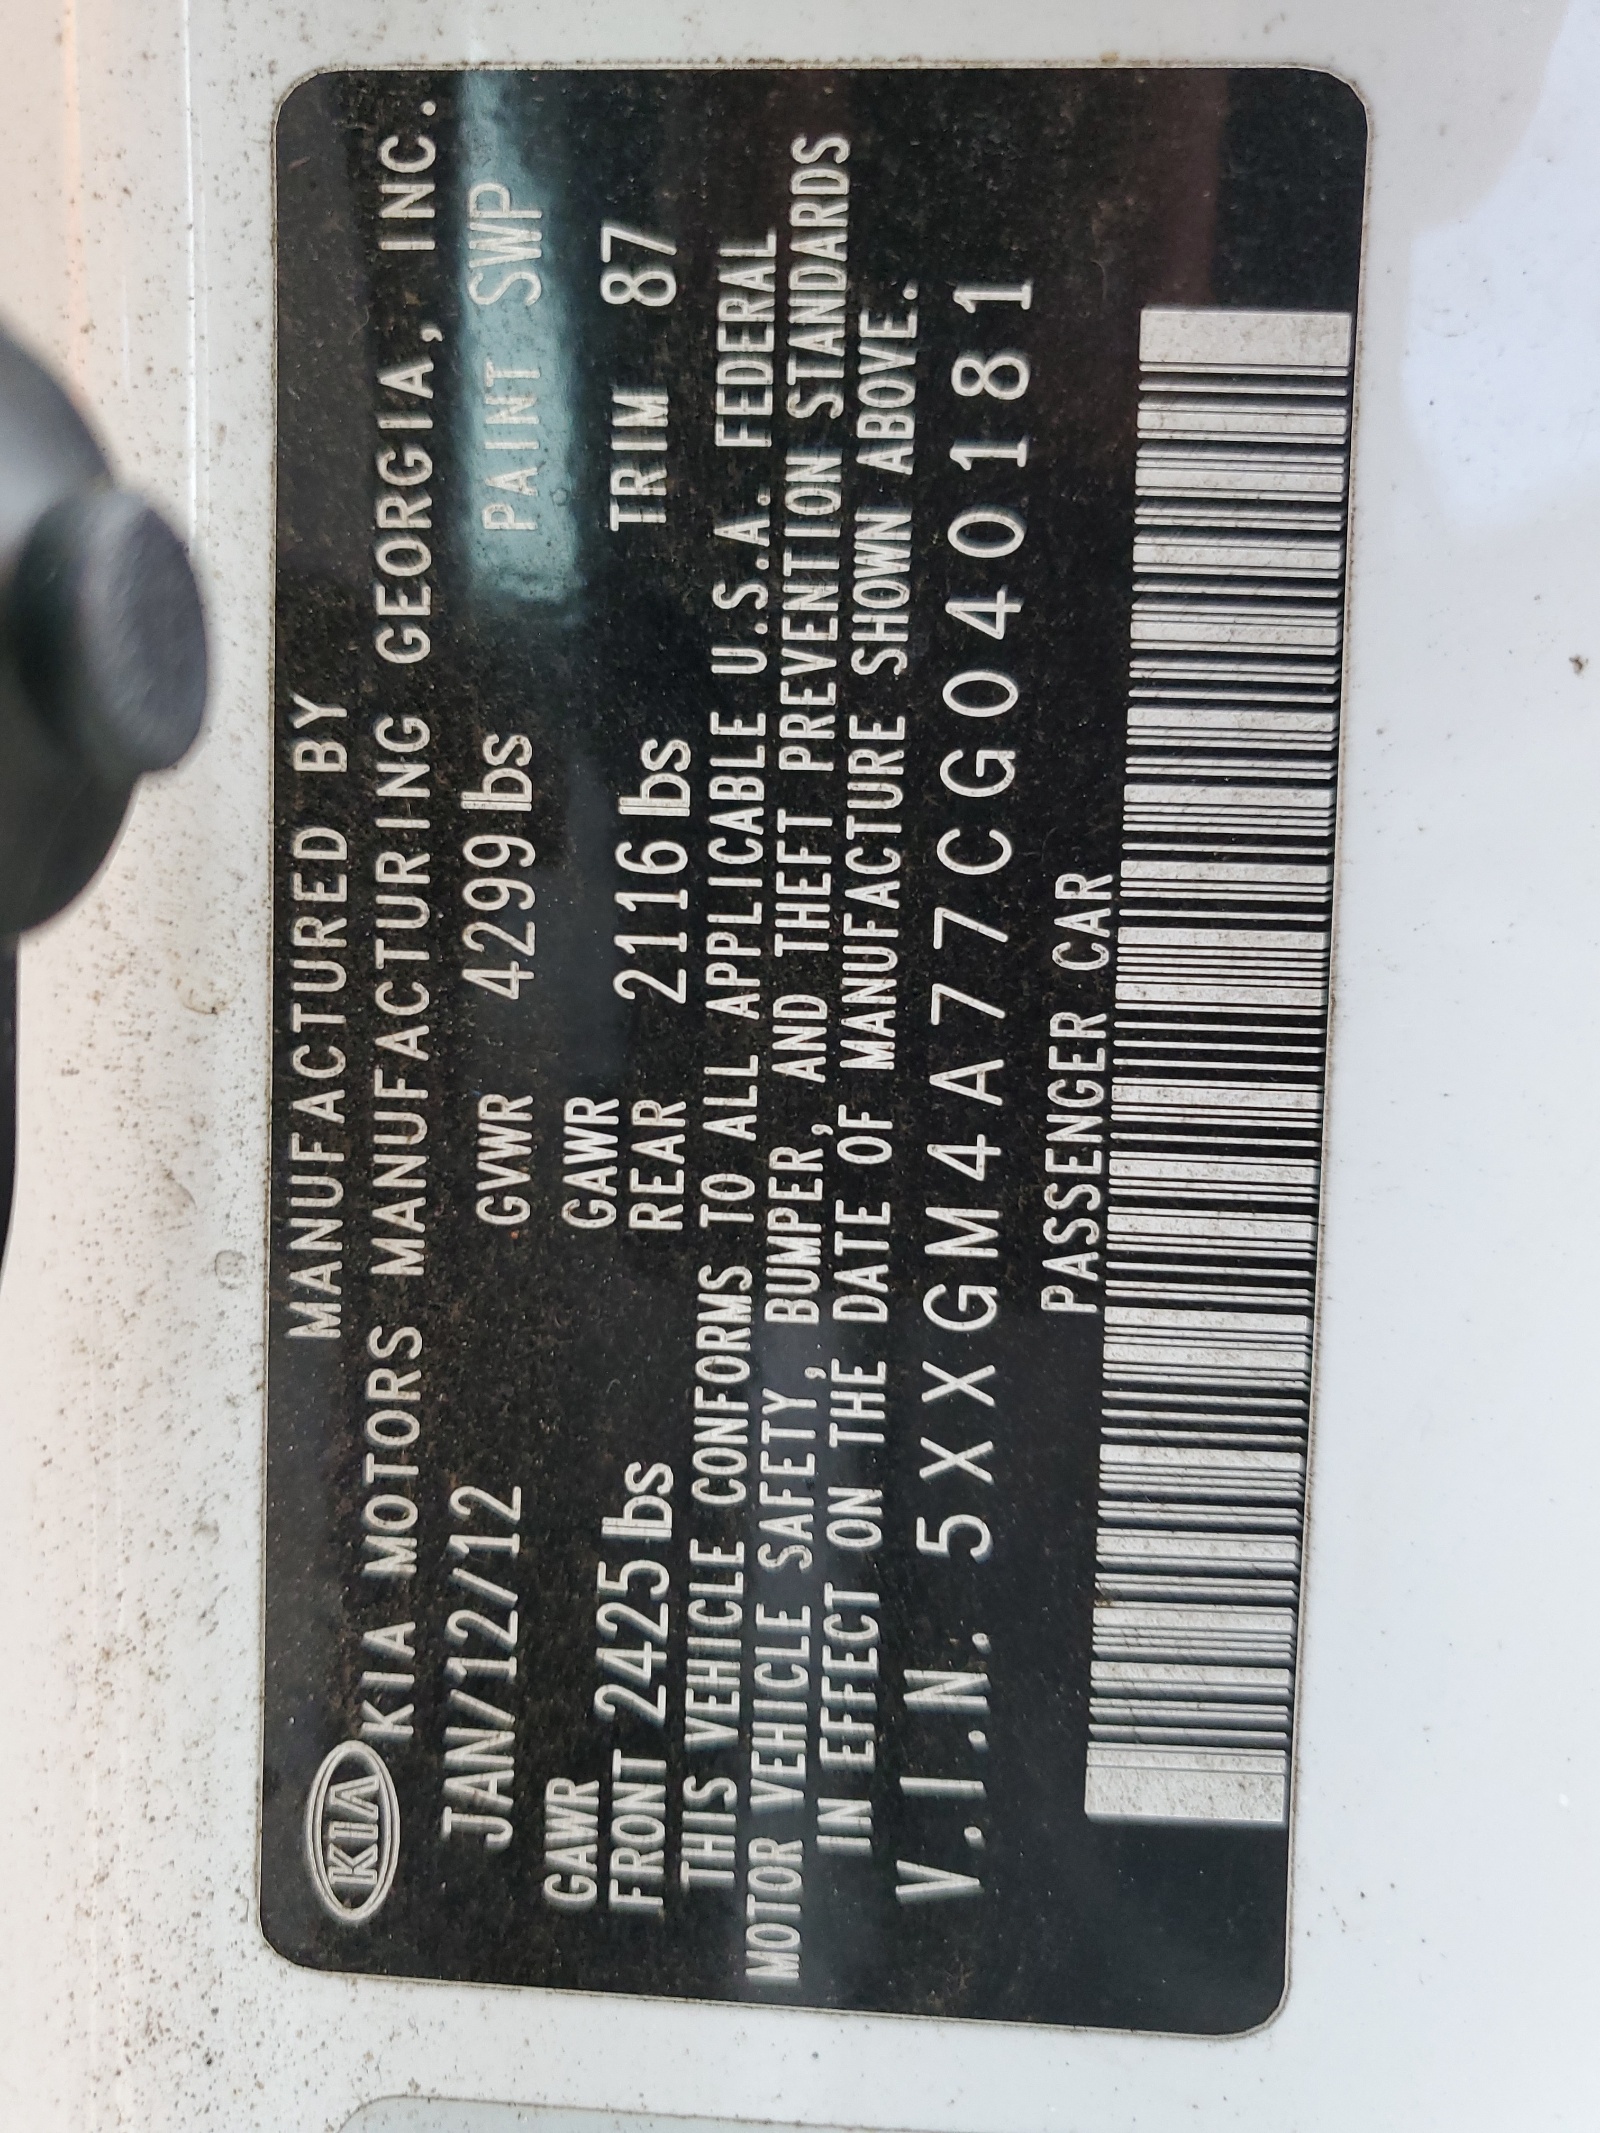 MANUFACTURED BY
KIA KIA MOTORS MANUFACTURING GEORGIA, INC.
JAN/12/12 GVWR 4299 lbs PAINT SWP
GAWR GAWR
FRONT 2425 lbs REAR 2116 lbs TRIM 87
THIS VEHICLE CONFORMS TO ALL APPLICABLE U.S.A. FEDERAL
MOTOR VEHICLE SAFETY, BUMPER, AND THEFT PREVENTION STANDARDS
IN EFFECT ON THE DATE OF MANUFACTURE SHOWN ABOVE.
V.I.N. 5XXGM4A77CG040181
PASSENGER CAR